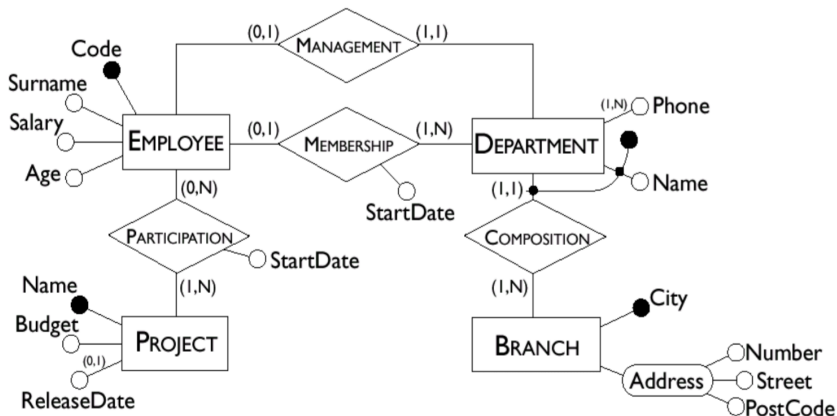 (0,1) MANAGEMENT (1,1)
Code
Surname
Salary
Age
EMPLOYEE
(0,1) MEMBERSHIP (1,N)
StartDate
DEPARTMENT
(1,N) Phone
Name
(0,N)
PARTICIPATION
StartDate
(1,N)
(1,1)
COMPOSITION
(1,N)
Name
Budget
(0,1)
ReleaseDate
PROJECT
BRANCH
City
Address
Number
Street
PostCode